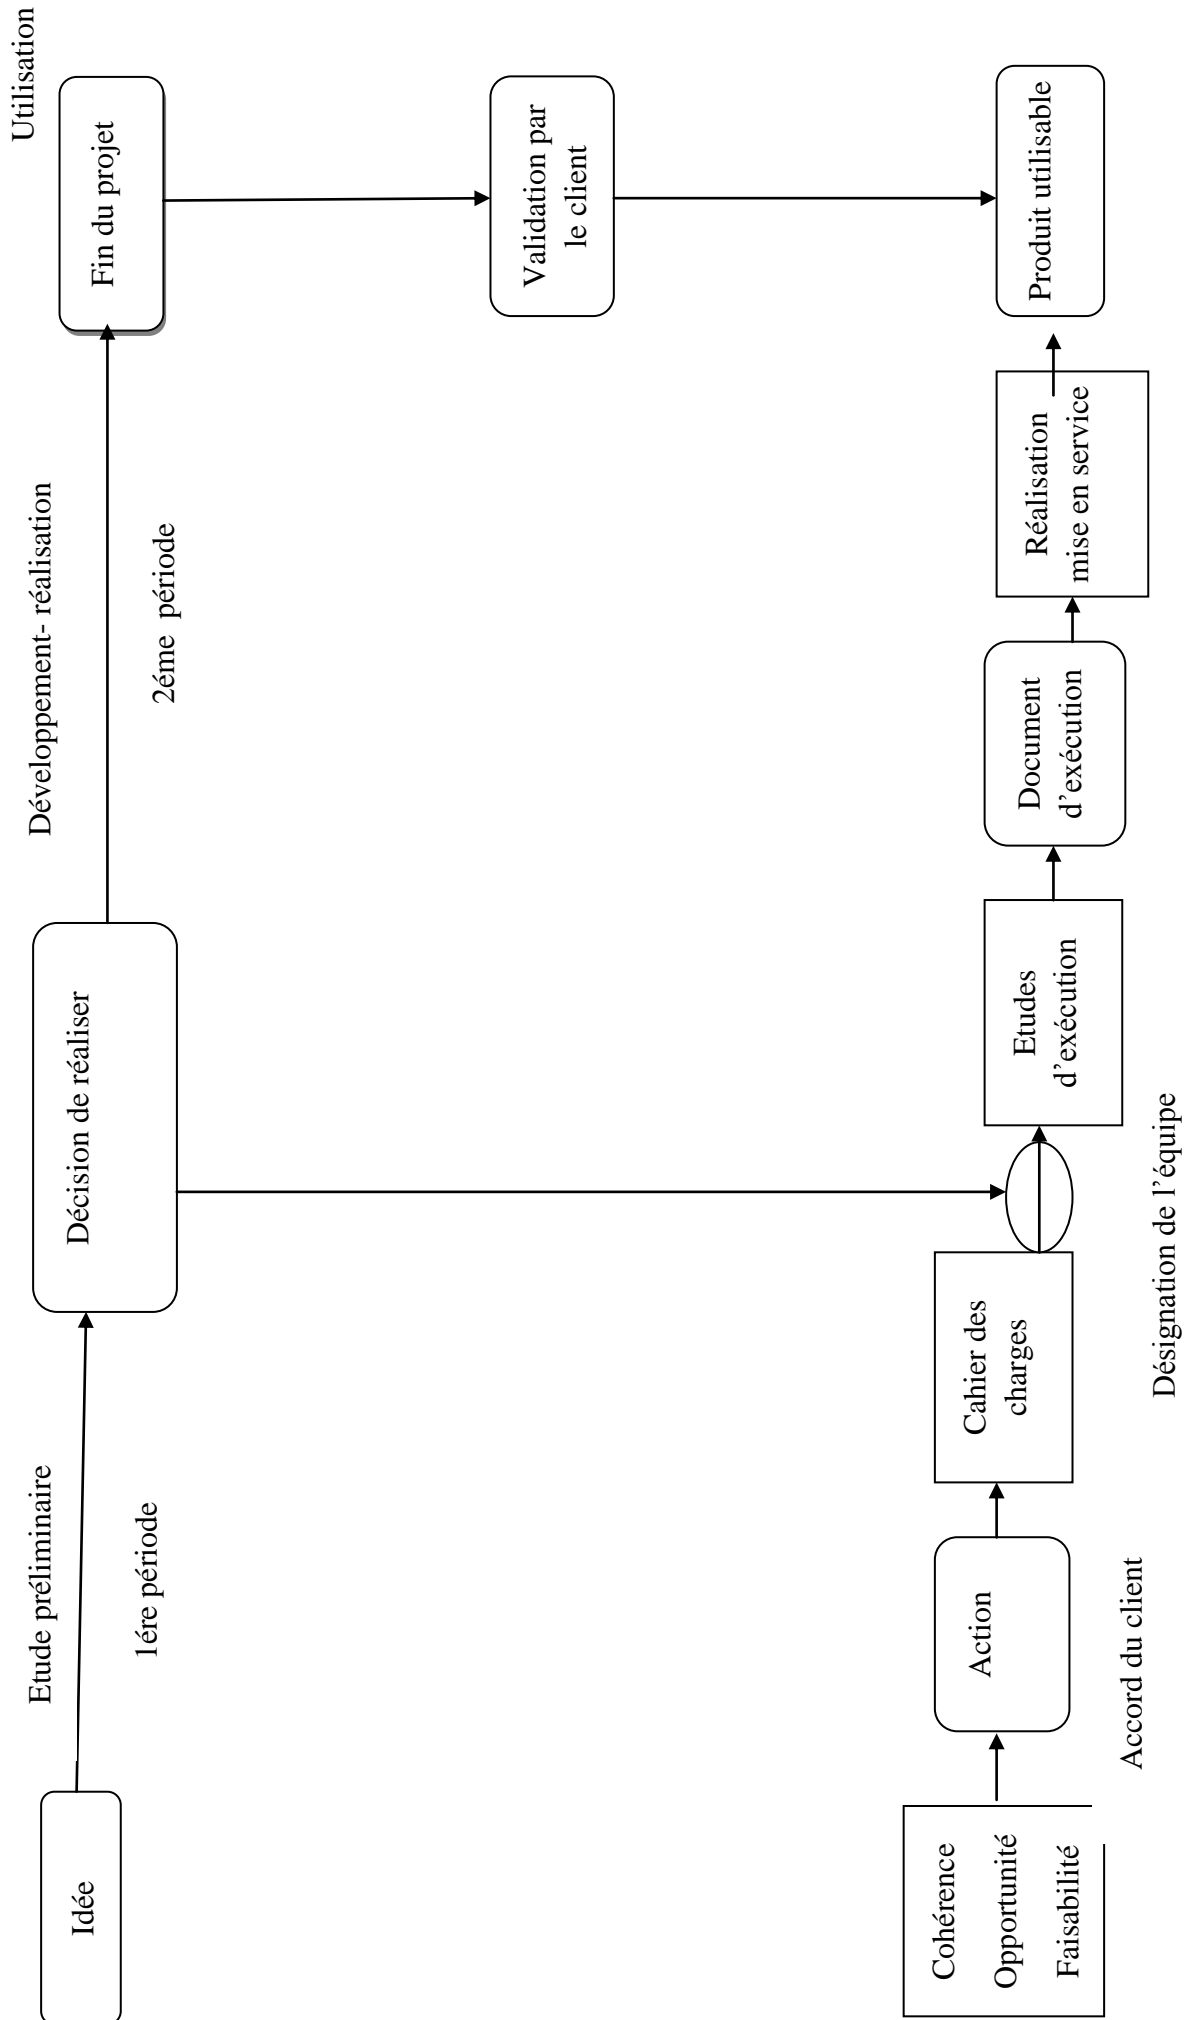 Utilisation
Etude préliminaire
Développement- réalisation
Idée
Décision de réaliser
Fin du projet
1ére période
2éme  période
Validation par
le client
Cohérence
Opportunité
Faisabilité
Action
Cahier des
charges
Etudes
d’exécution
Document
d’exécution
Réalisation
mise en service
Produit utilisable
Accord du client
Désignation de l’équipe